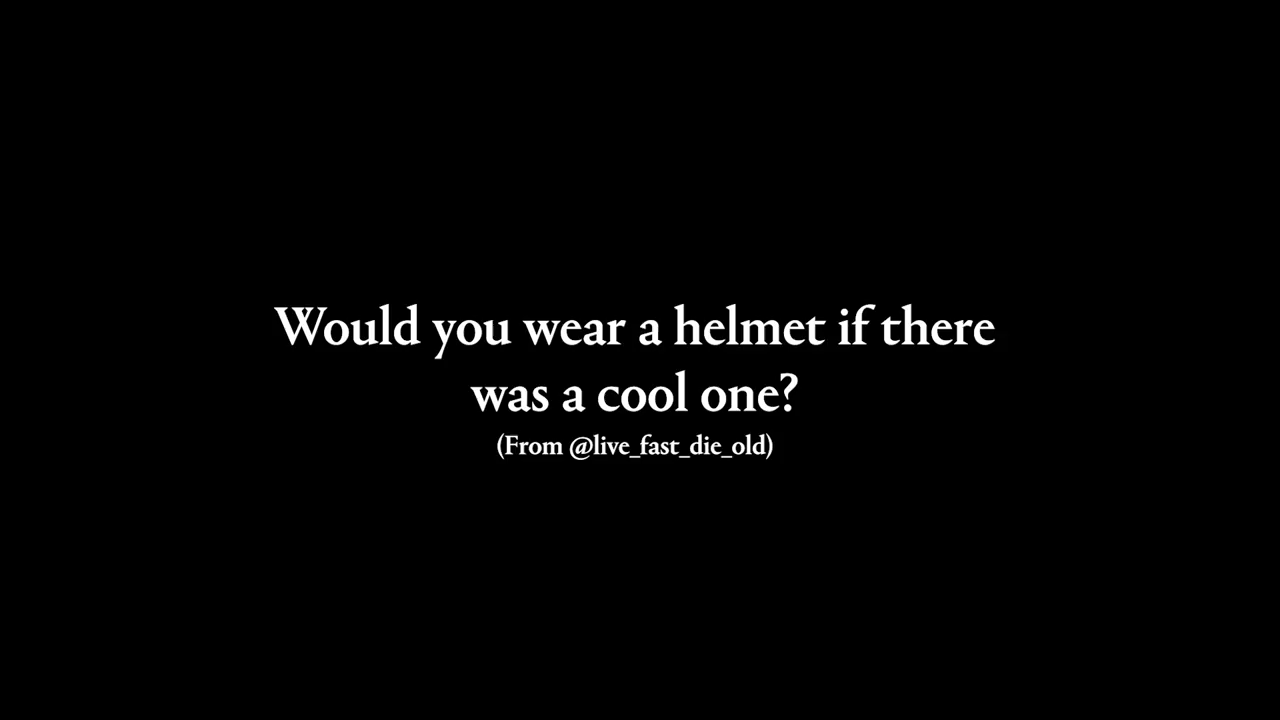 Would you wear a helmet if there
was a cool one?
(From @live_fast_die_old)